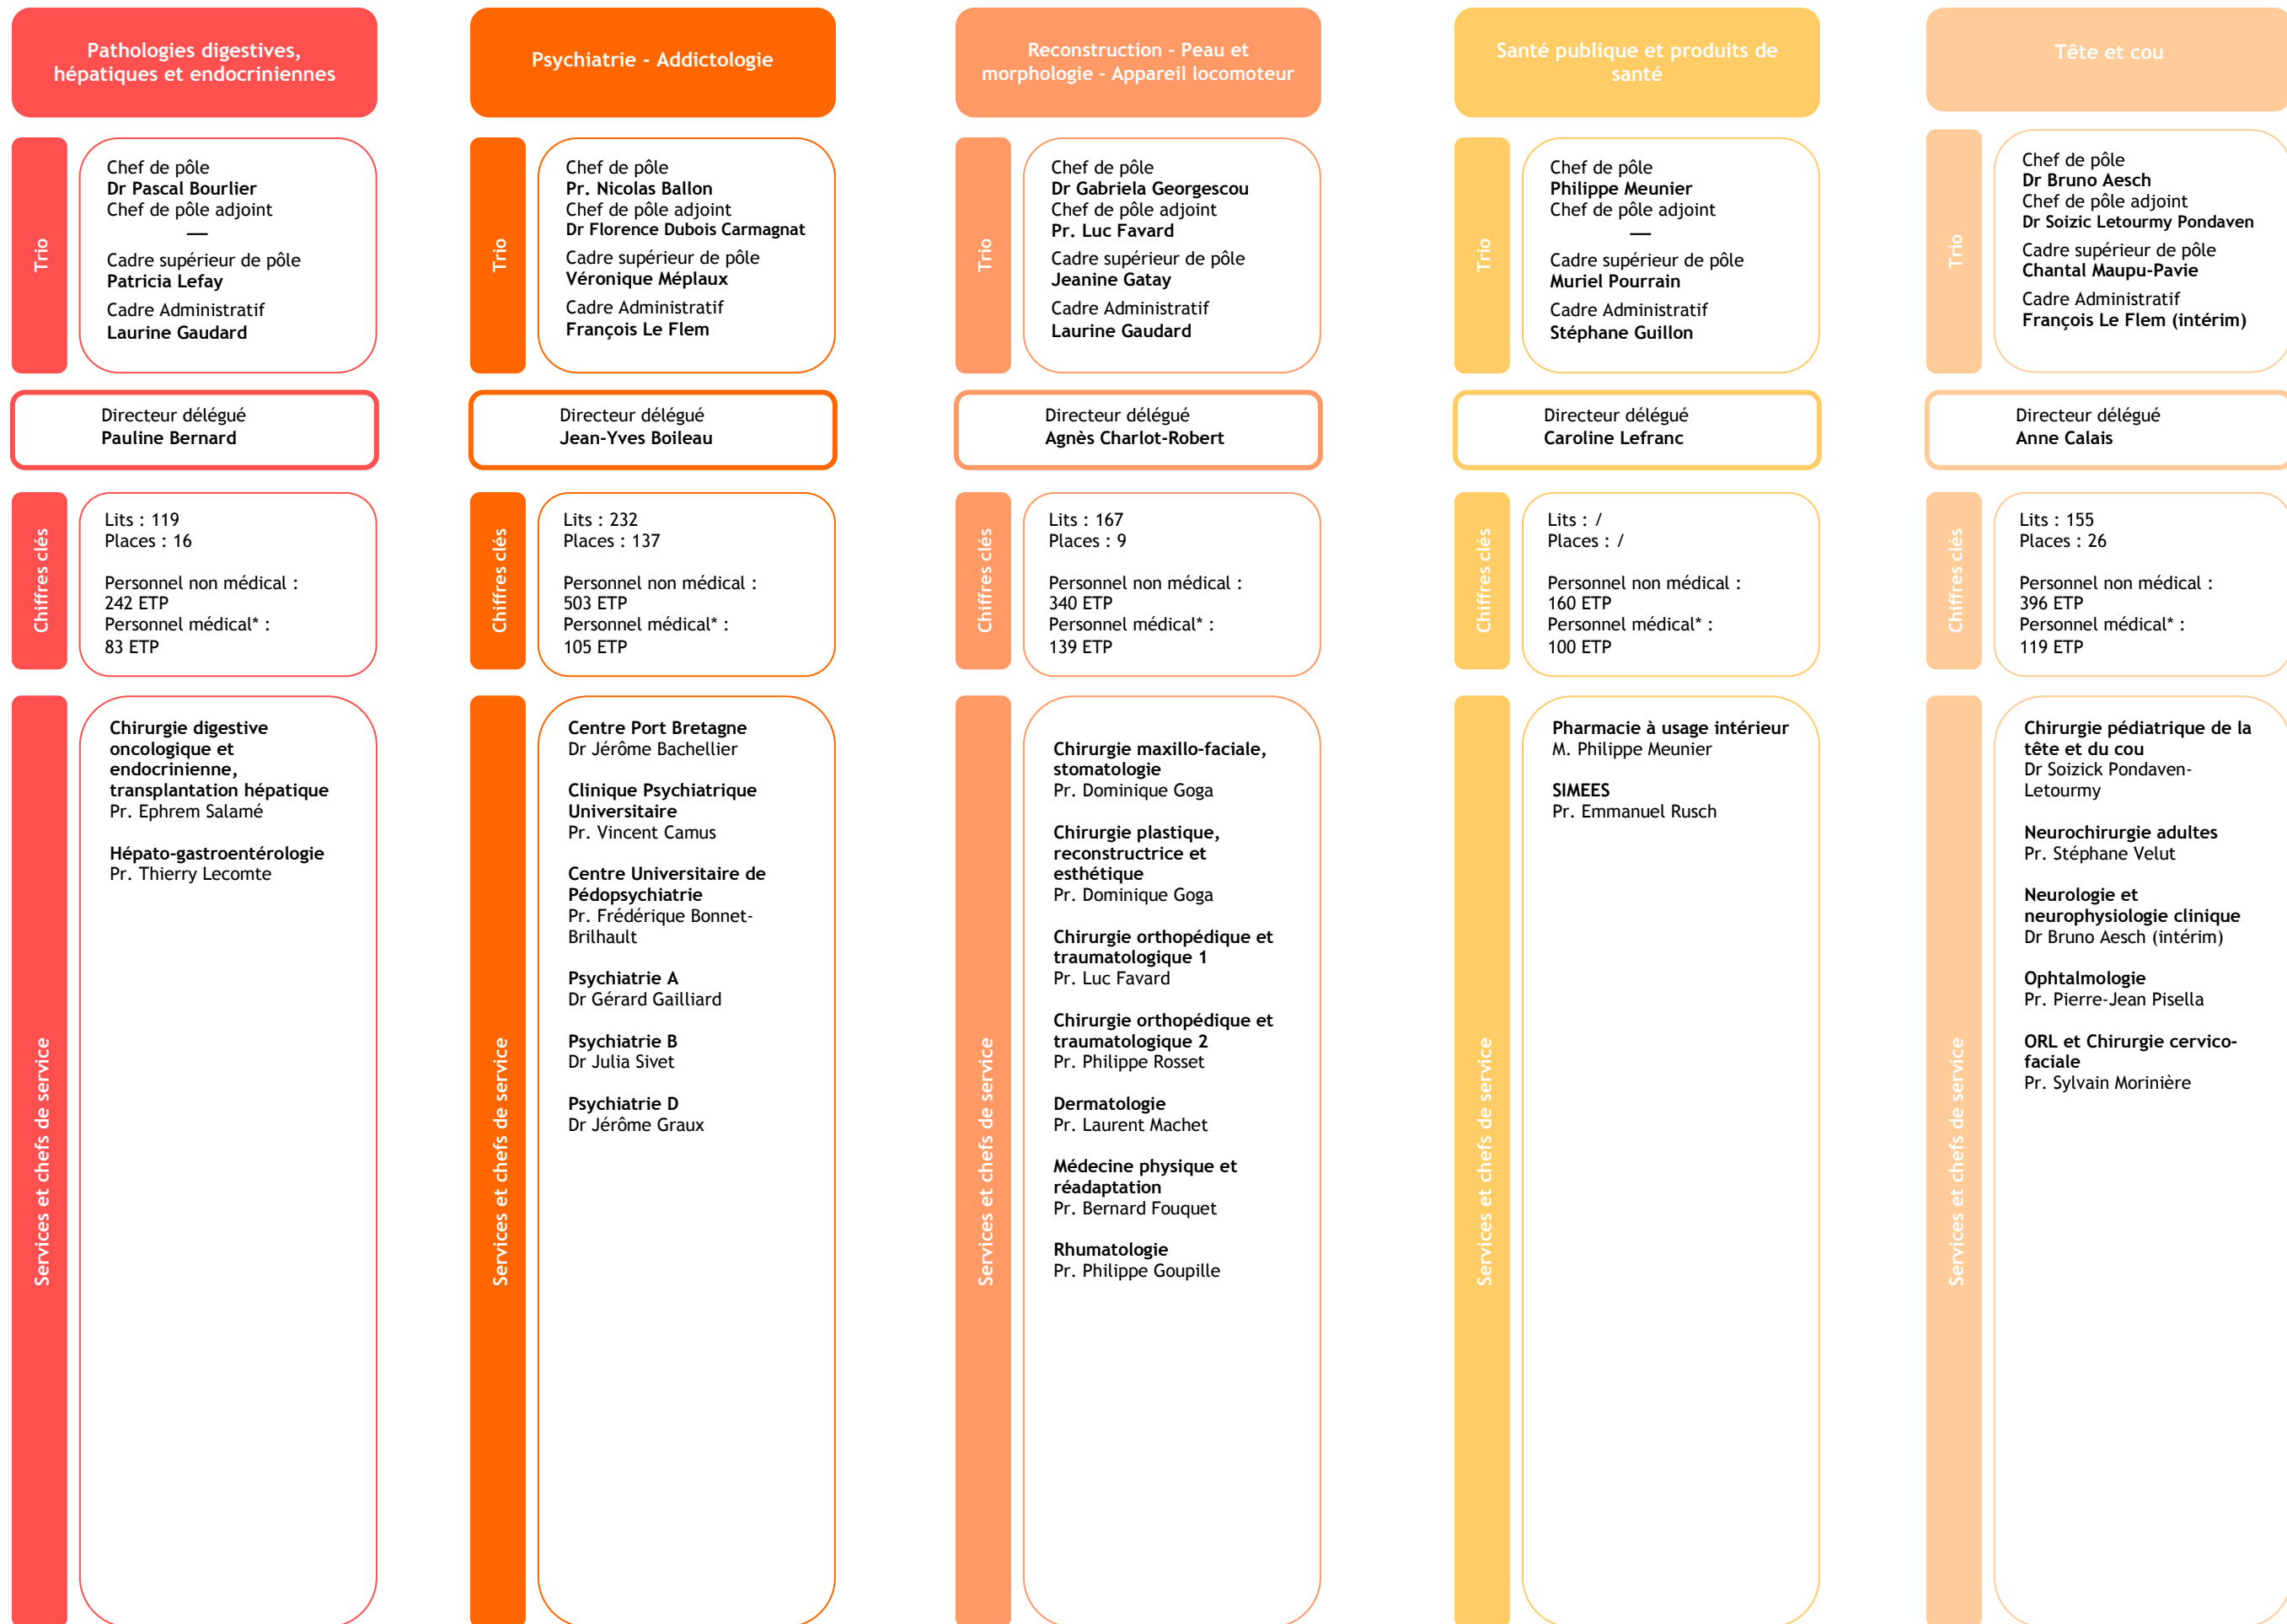 Pathologies digestives,
hépatiques et endocriniennes
Trio
Chef de pôle
Dr Pascal Bourlier
Chef de pôle adjoint
—
Cadre supérieur de pôle
Patricia Lefay
Cadre Administratif
Laurine Gaudard
Directeur délégué
Pauline Bernard
Chiffres clés
Lits : 119
Places : 16
Personnel non médical :
242 ETP
Personnel médical* :
83 ETP
Services et chefs de service
Chirurgie digestive
oncologique et
endocrinienne,
transplantation hépatique
Pr. Ephrem Salamé
Hépato-gastroentérologie
Pr. Thierry Lecomte
Psychiatrie - Addictologie
Trio
Chef de pôle
Pr. Nicolas Ballon
Chef de pôle adjoint
Dr Florence Dubois Carmagnat
Cadre supérieur de pôle
Véronique Méplaux
Cadre Administratif
François Le Flem
Directeur délégué
Jean-Yves Boileau
Chiffres clés
Lits : 232
Places : 137
Personnel non médical :
503 ETP
Personnel médical* :
105 ETP
Services et chefs de service
Centre Port Bretagne
Dr Jérôme Bachellier
Clinique Psychiatrique
Universitaire
Pr. Vincent Camus
Centre Universitaire de
Pédopsychiatrie
Pr. Frédérique Bonnet-
Brilhault
Psychiatrie A
Dr Gérard Gailliard
Psychiatrie B
Dr Julia Sivet
Psychiatrie D
Dr Jérôme Graux
Reconstruction – Peau et
morphologie – Appareil locomoteur
Trio
Chef de pôle
Dr Gabriela Georgescou
Chef de pôle adjoint
Pr. Luc Favard
Cadre supérieur de pôle
Jeanine Gatay
Cadre Administratif
Laurine Gaudard
Directeur délégué
Agnès Charlot-Robert
Chiffres clés
Lits : 167
Places : 9
Personnel non médical :
340 ETP
Personnel médical* :
139 ETP
Services et chefs de service
Chirurgie maxillo-faciale,
stomatologie
Pr. Dominique Goga
Chirurgie plastique,
reconstructrice et
esthétique
Pr. Dominique Goga
Chirurgie orthopédique et
traumatologique 1
Pr. Luc Favard
Chirurgie orthopédique et
traumatologique 2
Pr. Philippe Rosset
Dermatologie
Pr. Laurent Machet
Médecine physique et
réadaptation
Pr. Bernard Fouquet
Rhumatologie
Pr. Philippe Goupille
Santé publique et produits de
santé
Trio
Chef de pôle
Philippe Meunier
Chef de pôle adjoint
—
Cadre supérieur de pôle
Muriel Pourrain
Cadre Administratif
Stéphane Guillon
Directeur délégué
Caroline Lefranc
Chiffres clés
Lits : /
Places : /
Personnel non médical :
160 ETP
Personnel médical* :
100 ETP
Services et chefs de service
Pharmacie à usage intérieur
M. Philippe Meunier
SIMEES
Pr. Emmanuel Rusch
Tête et cou
Trio
Chef de pôle
Dr Bruno Aesch
Chef de pôle adjoint
Dr Soizic Letourmy Pondaven
Cadre supérieur de pôle
Chantal Maupu-Pavie
Cadre Administratif
François Le Flem (intérim)
Directeur délégué
Anne Calais
Chiffres clés
Lits : 155
Places : 26
Personnel non médical :
396 ETP
Personnel médical* :
119 ETP
Services et chefs de service
Chirurgie pédiatrique de la
tête et du cou
Dr Soizick Pondaven-
Letourmy
Neurochirurgie adultes
Pr. Stéphane Velut
Neurologie et
neurophysiologie clinique
Dr Bruno Aesch (intérim)
Ophtalmologie
Pr. Pierre-Jean Pisella
ORL et Chirurgie cervico-
faciale
Pr. Sylvain Morinière